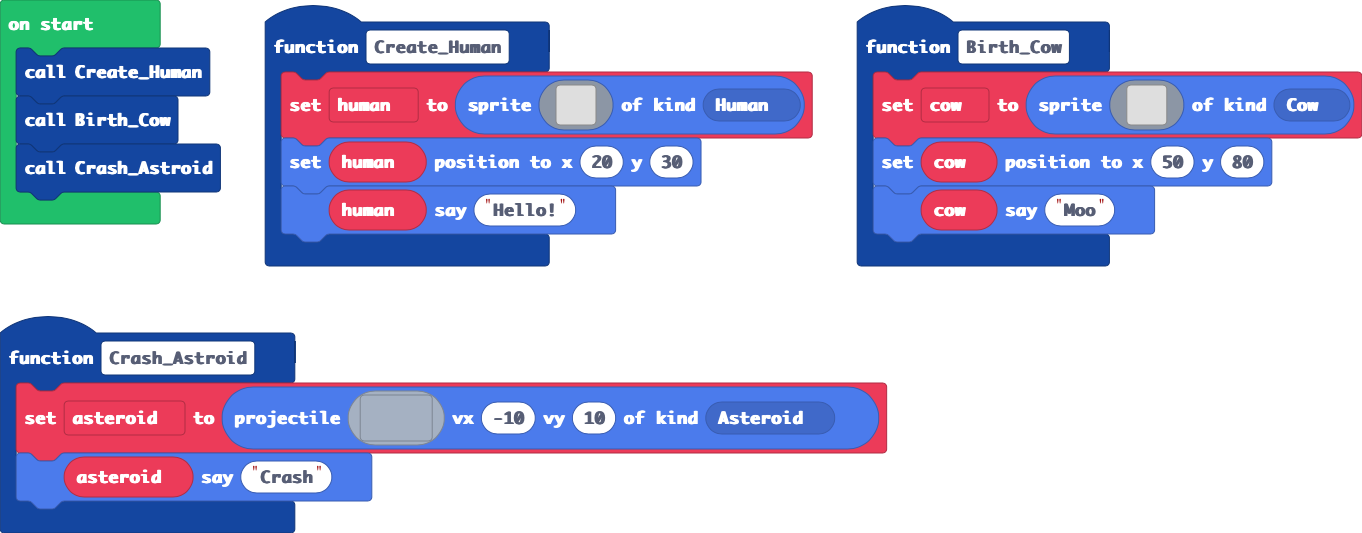 on start
call Create_Human
call Birth_Cow
call Crash_Astroid
function Create_Human
set human to sprite of kind Human
set human position to x 20 y 30
human say "Hello!"
function Birth_Cow
set cow to sprite of kind Cow
set cow position to x 50 y 80
cow say "Moo"
function Crash_Astroid
set asteroid to projectile vx -10 vy 10 of kind Asteroid
asteroid say "Crash"